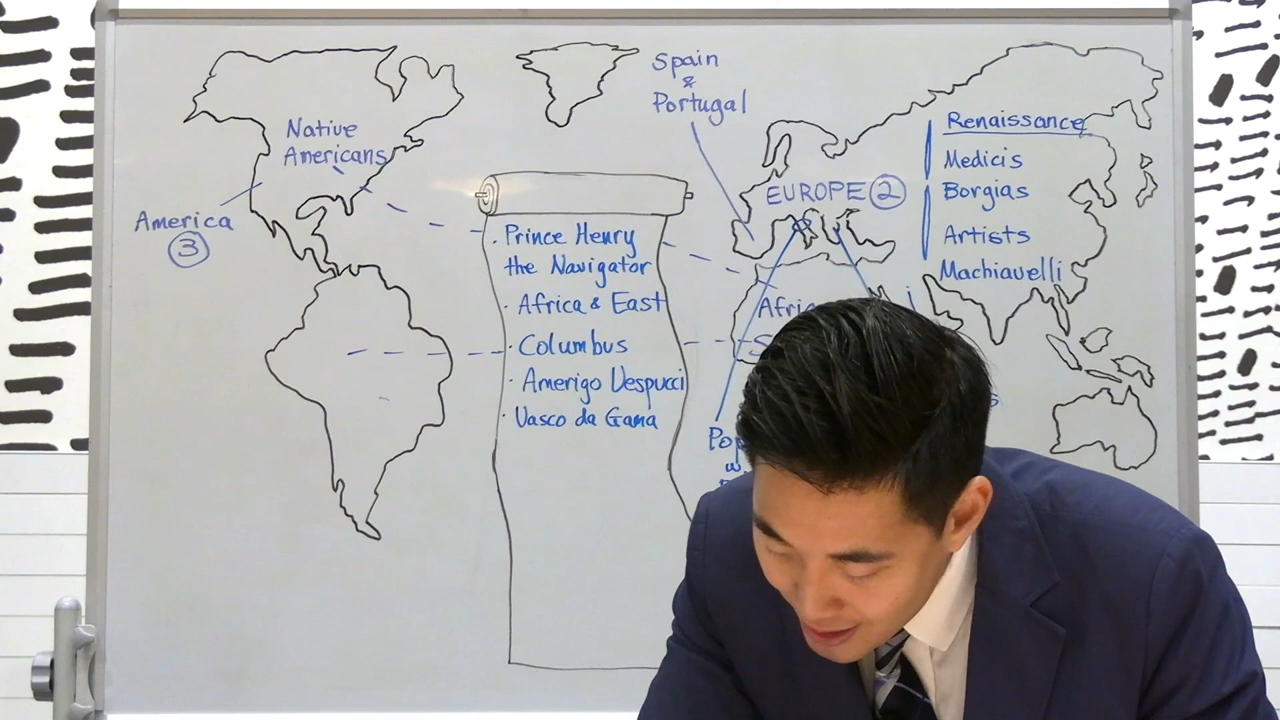 Spain
&
Portugal
Native
Americans
America
3
EUROPE 2
Renaissance
Medicis
Borgias
Artists
Machiavelli
· Prince Henry
the Navigator
· Africa & East
· Columbus
· Amerigo Vespucci
· Vasco da Gama